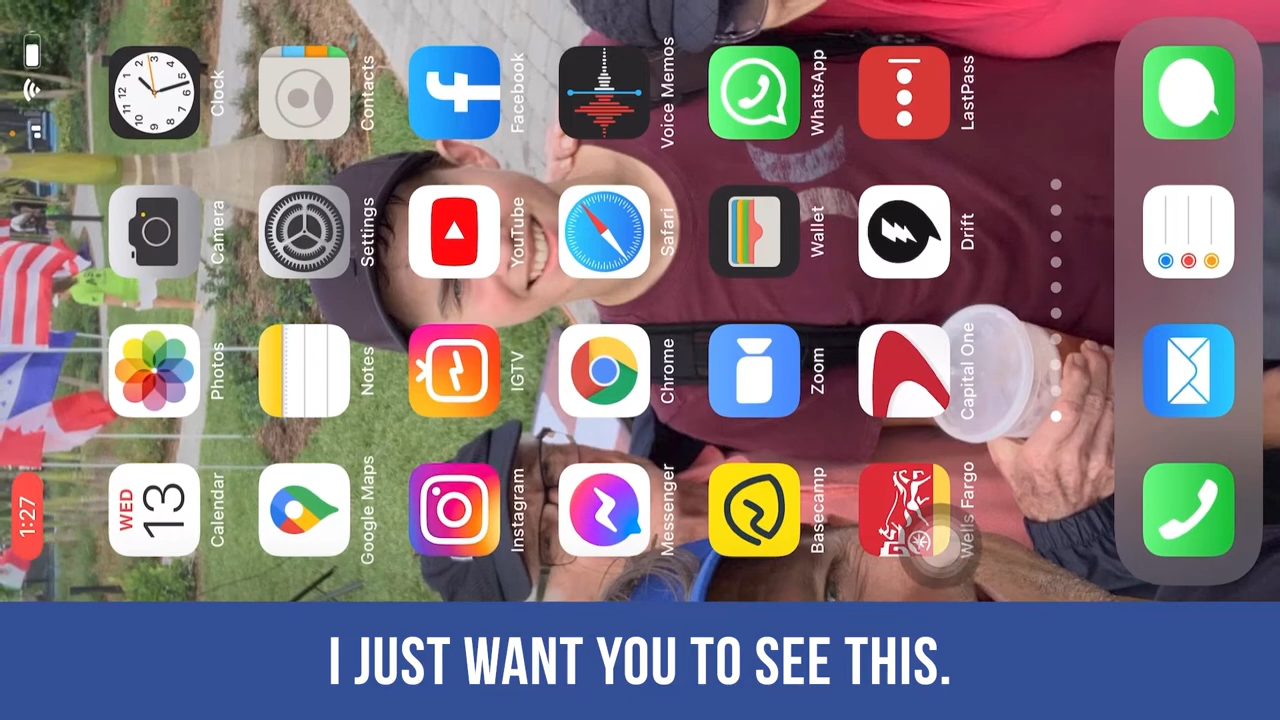 1:27
WED
13
Calendar Photos Camera Clock
Google Maps Notes Settings Contacts
Instagram IGTV YouTube Facebook
Messenger Chrome Safari Voice Memos
Basecamp Zoom Wallet WhatsApp
Wells Fargo Capital One Drift LastPass
I JUST WANT YOU TO SEE THIS.